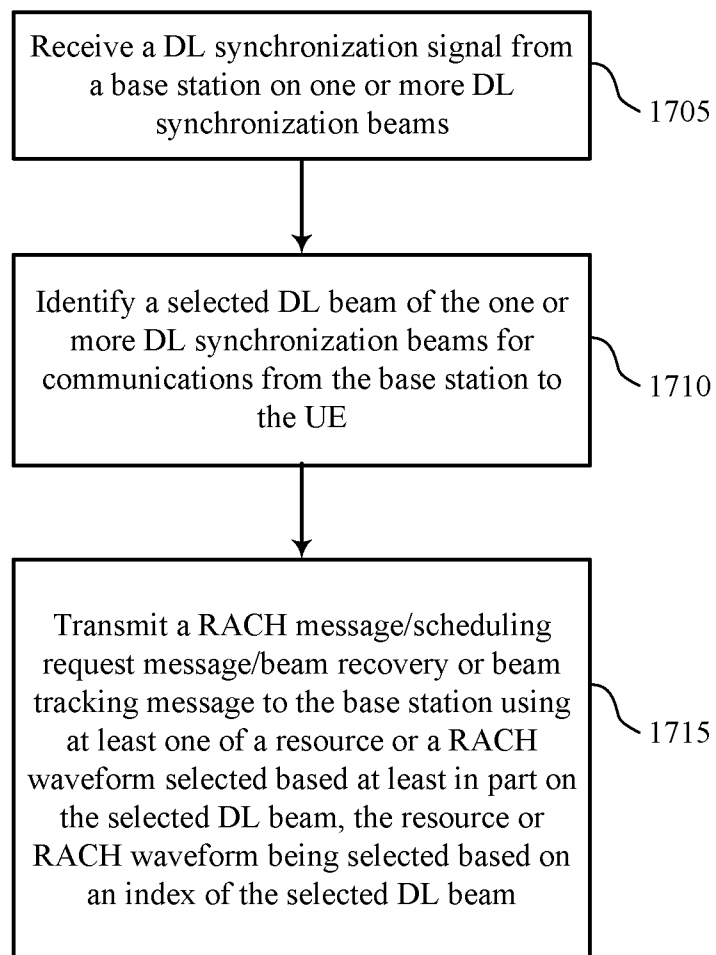 Receive a DL synchronization signal from
a base station on one or more DL
synchronization beams
1705
Identify a selected DL beam of the one or
more DL synchronization beams for
communications from the base station to
the UE
1710
Transmit a RACH message/scheduling
request message/beam recovery or beam
tracking message to the base station using
at least one of a resource or a RACH
waveform selected based at least in part on
the selected DL beam, the resource or
RACH waveform being selected based on
an index of the selected DL beam
1715